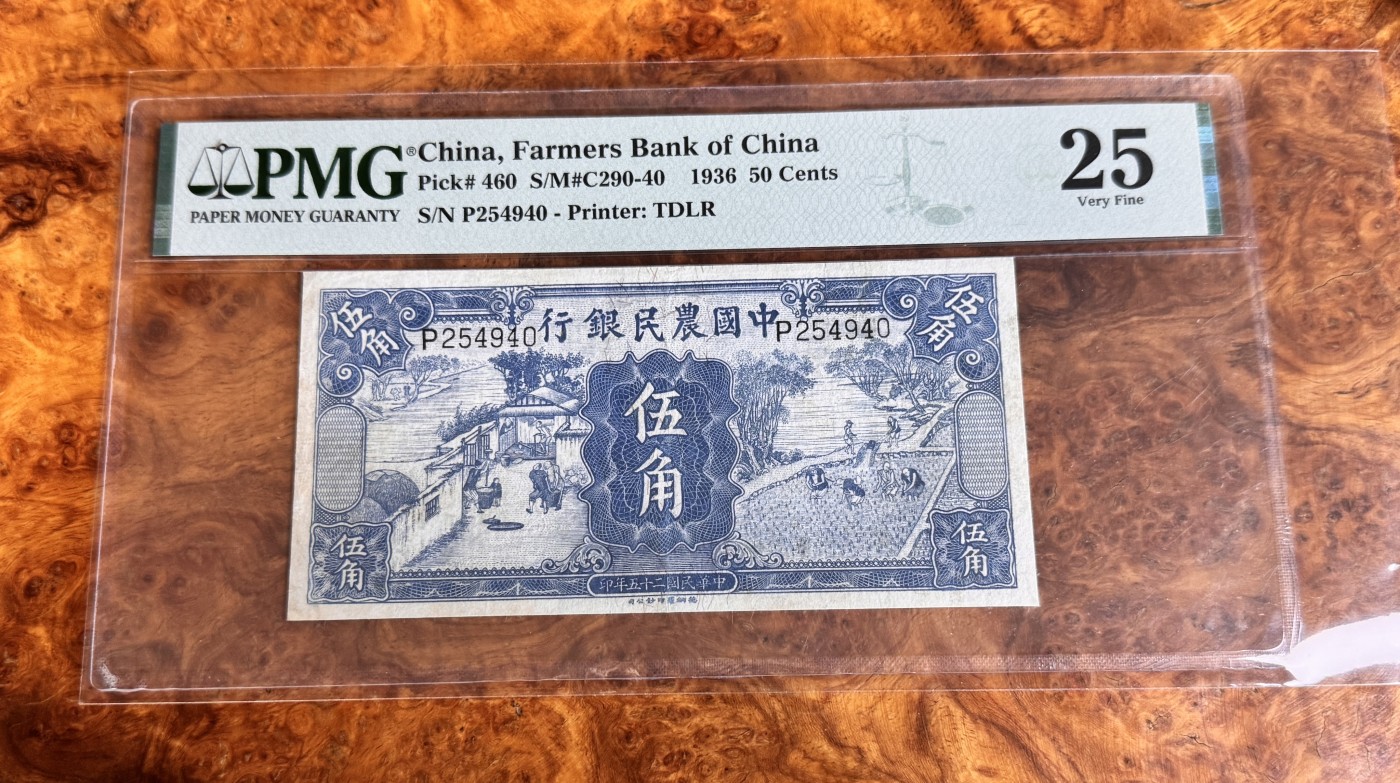 PMG®
PAPER MONEY GUARANTY
China, Farmers Bank of China
Pick# 460 S/M#C290-40 1936 50 Cents
S/N P254940 - Printer: TDLR
25
Very Fine
伍角
伍角
P254940
行銀民農國中
P254940
伍角
伍角
伍角
印年五十二國民華中